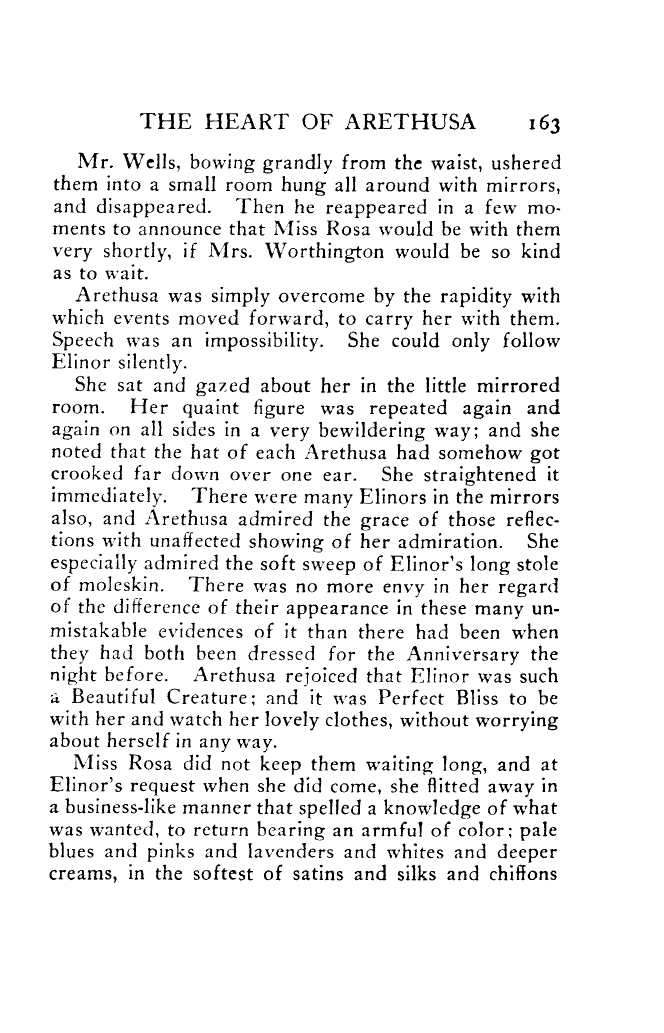 THE HEART OF ARETHUSA 163
Mr. Wells, bowing grandly from the waist, ushered
them into a small room hung all around with mirrors,
and disappeared. Then he reappeared in a few mo-
ments to announce that Miss Rosa would be with them
very shortly, if Mrs. Worthington would be so kind
as to wait.
Arethusa was simply overcome by the rapidity with
which events moved forward, to carry her with them.
Speech was an impossibility. She could only follow
Elinor silently.
She sat and gazed about her in the little mirrored
room. Her quaint figure was repeated again and
again on all sides in a very bewildering way; and she
noted that the hat of each Arethusa had somehow got
crooked far down over one ear. She straightened it
immediately. There were many Elinors in the mirrors
also, and Arethusa admired the grace of those reflec-
tions with unaffected showing of her admiration. She
especially admired the soft sweep of Elinor's long stole
of moleskin. There was no more envy in her regard
of the difference of their appearance in these many un-
mistakable evidences of it than there had been when
they had both been dressed for the Anniversary the
night before. Arethusa rejoiced that Elinor was such
a Beautiful Creature; and it was Perfect Bliss to be
with her and watch her lovely clothes, without worrying
about herself in any way.
Miss Rosa did not keep them waiting long, and at
Elinor's request when she did come, she flitted away in
a business-like manner that spelled a knowledge of what
was wanted, to return bearing an armful of color; pale
blues and pinks and lavenders and whites and deeper
creams, in the softest of satins and silks and chiffons